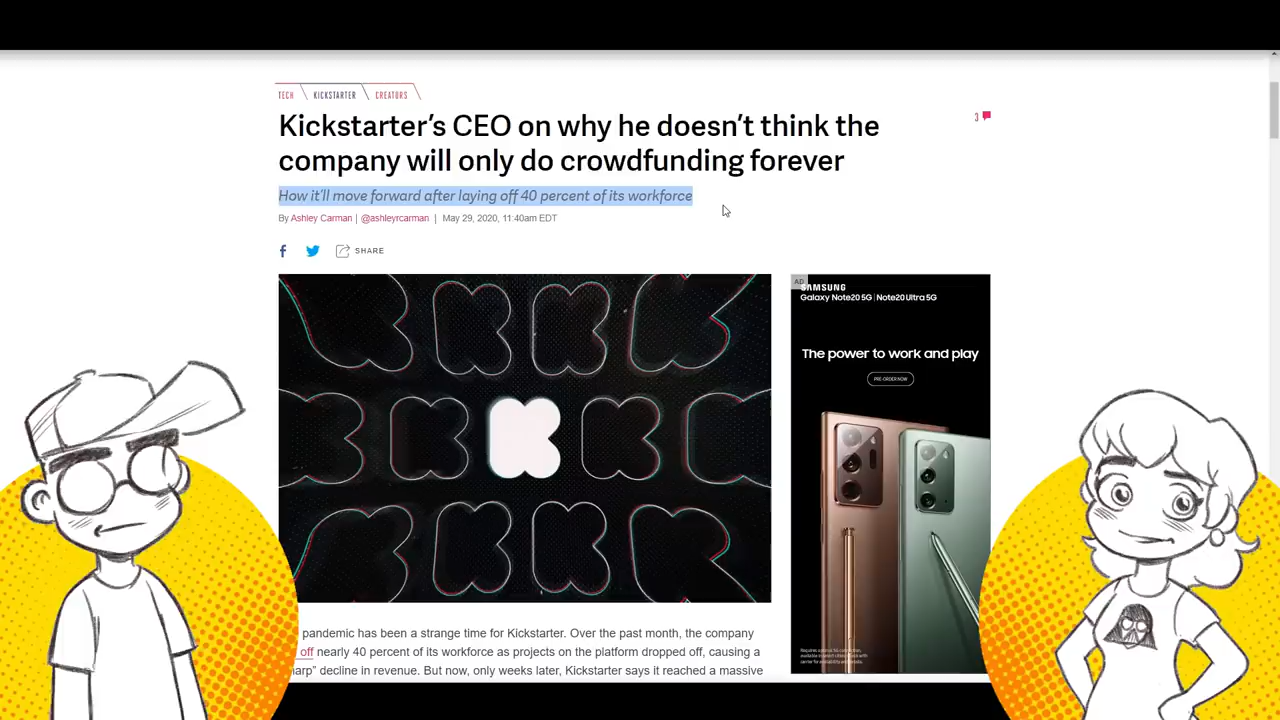 TECH
KICKSTARTER
CREATORS
Kickstarter's CEO on why he doesn't think the
company will only do crowdfunding forever
3
How it'll move forward after laying off 40 percent of its workforce
By Ashley Carman | @ashleyrcarman | May 29, 2020, 11:40am EDT
SHARE
AD
SAMSUNG
Galaxy Note20 5G | Note20 Ultra 5G
The power to work and play
PRE-ORDER NOW
pandemic has been a strange time for Kickstarter. Over the past month, the company
off nearly 40 percent of its workforce as projects on the platform dropped off, causing a
arp” decline in revenue. But now, only weeks later, Kickstarter says it reached a massive